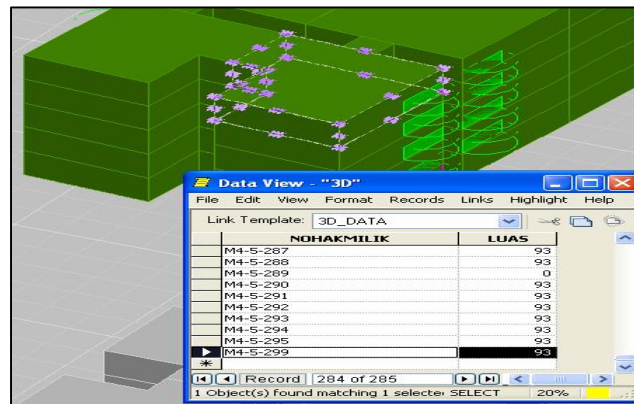 Data View - "3D"
File Edit View Format Records Links Highlight Help
Link Template: 3D_DATA
NOHAKMILIK LUAS
M4-5-287 93
M4-5-288 93
M4-5-289 0
M4-5-290 93
M4-5-291 93
M4-5-292 93
M4-5-293 93
M4-5-294 93
M4-5-295 93
M4-5-299 93
Record 284 of 285
1 Object(s) found matching 1 selecte SELECT 20%